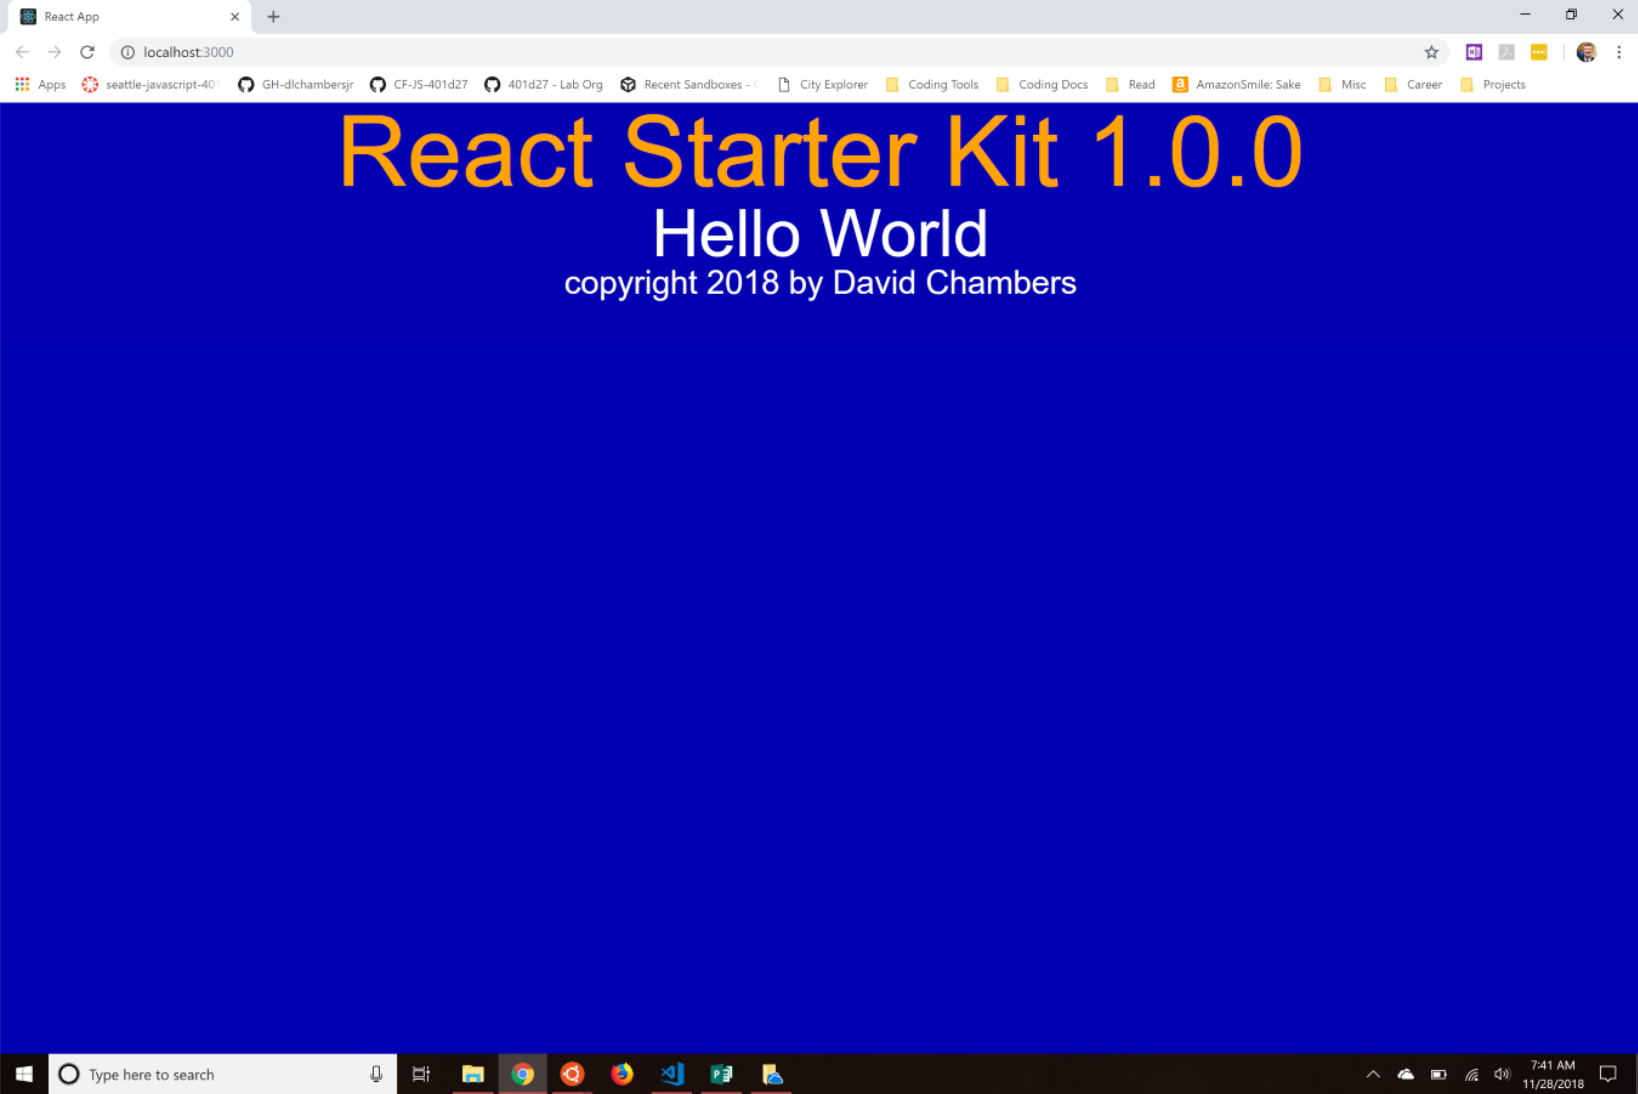 React App
localhost:3000
Apps
seattle-javascript-401
GH-dlchambersjr
CF-JS-401d27
401d27 - Lab Org
Recent Sandboxes -
City Explorer
Coding Tools
Coding Docs
Read
AmazonSmile: Sake
Misc
Career
Projects
React Starter Kit 1.0.0
Hello World
copyright 2018 by David Chambers
Type here to search
7:41 AM
11/28/2018